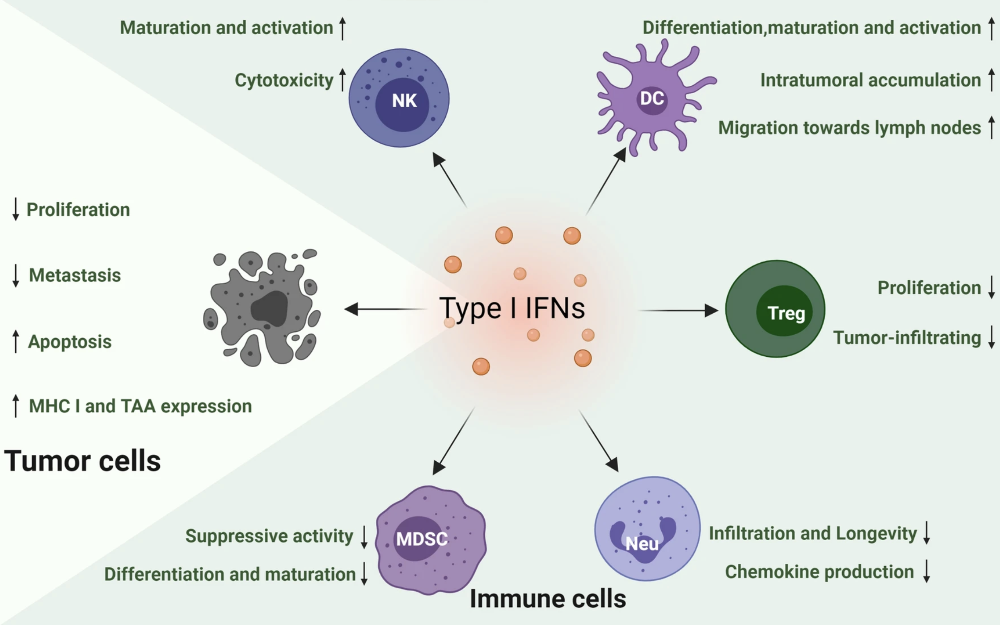 Maturation and activation
Cytotoxicity
NK
Differentiation,maturation and activation
Intratumoral accumulation
Migration towards lymph nodes
DC
Proliferation
Metastasis
Apoptosis
MHC I and TAA expression
Tumor cells
Type I IFNs
Treg
Proliferation
Tumor-infiltrating
Suppressive activity
Differentiation and maturation
MDSC
Neu
Infiltration and Longevity
Chemokine production
Immune cells